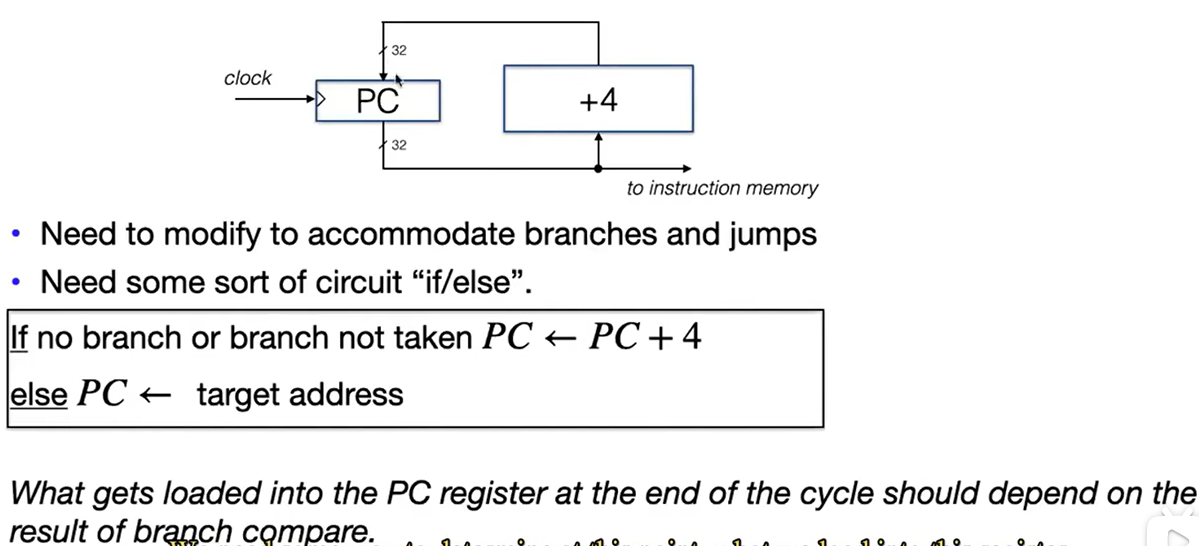 32
clock
PC
+4
32
to instruction memory
• Need to modify to accommodate branches and jumps
• Need some sort of circuit “if/else”.
If no branch or branch not taken PC ← PC + 4
else PC ← target address
What gets loaded into the PC register at the end of the cycle should depend on the
result of branch compare.